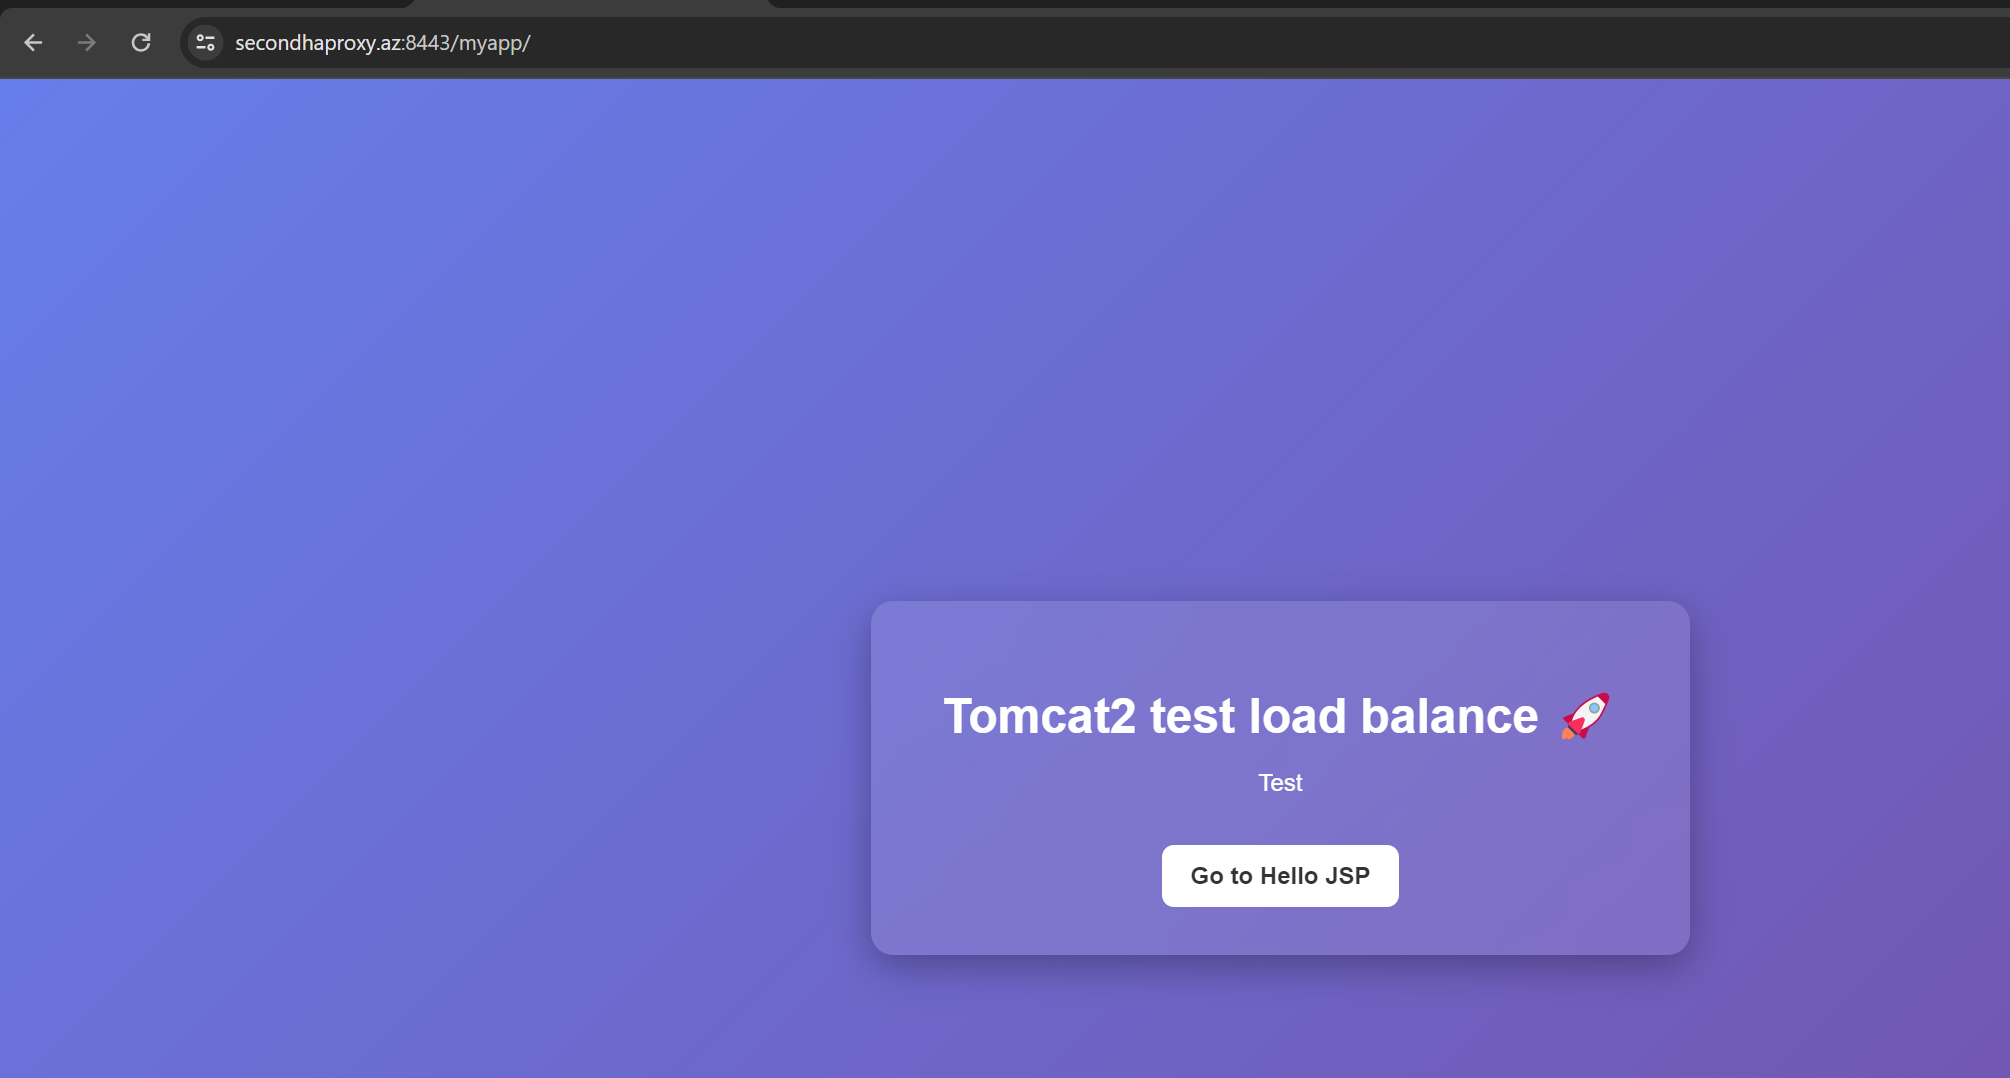 secondhaproxy.az:8443/myapp/
Tomcat2 test load balance 🚀
Test
Go to Hello JSP